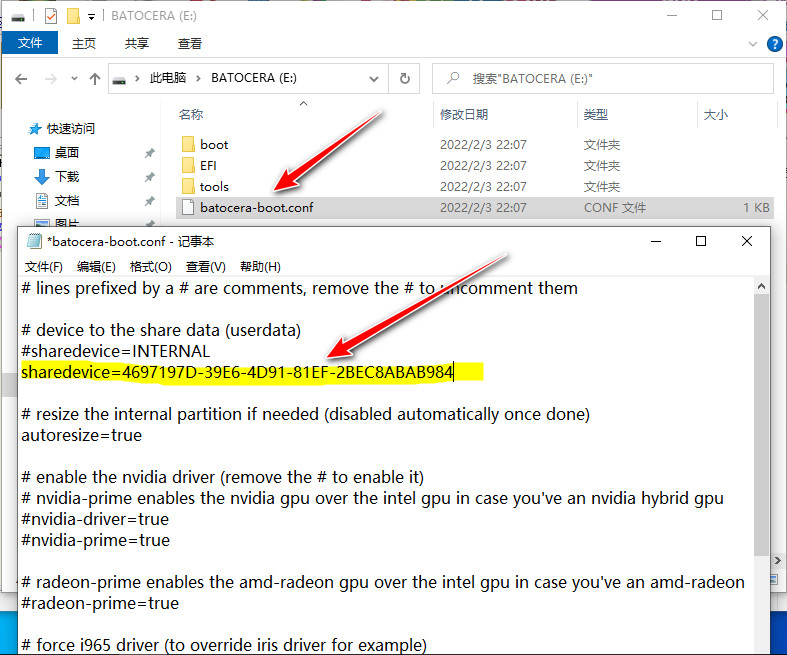 BATOCERA (E:)
文件 主页 共享 查看
此电脑 BATOCERA (E:) 搜索"BATOCERA (E:)"
名称 修改日期 类型 大小
快速访问
桌面
下载
文档
图片
boot 2022/2/3 22:07 文件夹
EFI 2022/2/3 22:07 文件夹
tools 2022/2/3 22:07 文件夹
batocera-boot.conf 2022/2/3 22:07 CONF 文件 1 KB
*batocera-boot.conf - 记事本
文件(F) 编辑(E) 格式(O) 查看(V) 帮助(H)
# lines prefixed by a # are comments, remove the # to uncomment them
# device to the share data (userdata)
#sharedevice=INTERNAL
sharedevice=4697197D-39E6-4D91-81EF-2BEC8ABAB984
# resize the internal partition if needed (disabled automatically once done)
autoresize=true
# enable the nvidia driver (remove the # to enable it)
# nvidia-prime enables the nvidia gpu over the intel gpu in case you've an nvidia hybrid gpu
#nvidia-driver=true
#nvidia-prime=true
# radeon-prime enables the amd-radeon gpu over the intel gpu in case you've an amd-radeon
#radeon-prime=true
# force i965 driver (to override iris driver for example)